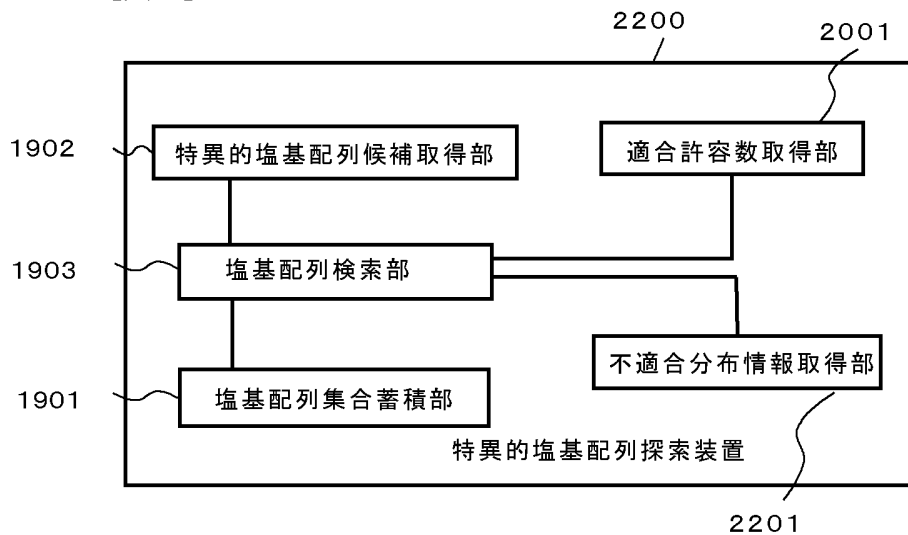 2200
2001
1902
特異的塩基配列候補取得部
適合許容数取得部
1903
塩基配列検索部
不適合分布情報取得部
1901
塩基配列集合蓄積部
特異的塩基配列探索装置
2201